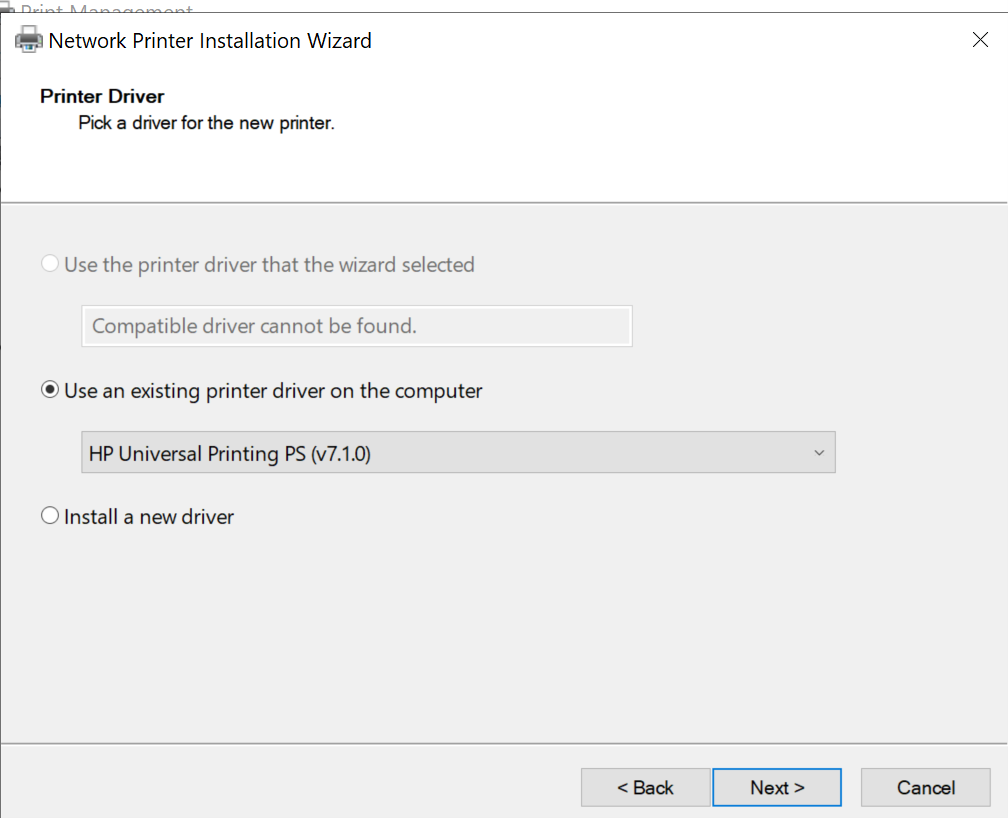 Print Management
Network Printer Installation Wizard
Printer Driver
Pick a driver for the new printer.
Use the printer driver that the wizard selected
Compatible driver cannot be found.
Use an existing printer driver on the computer
HP Universal Printing PS (v7.1.0)
Install a new driver
< Back
Next >
Cancel